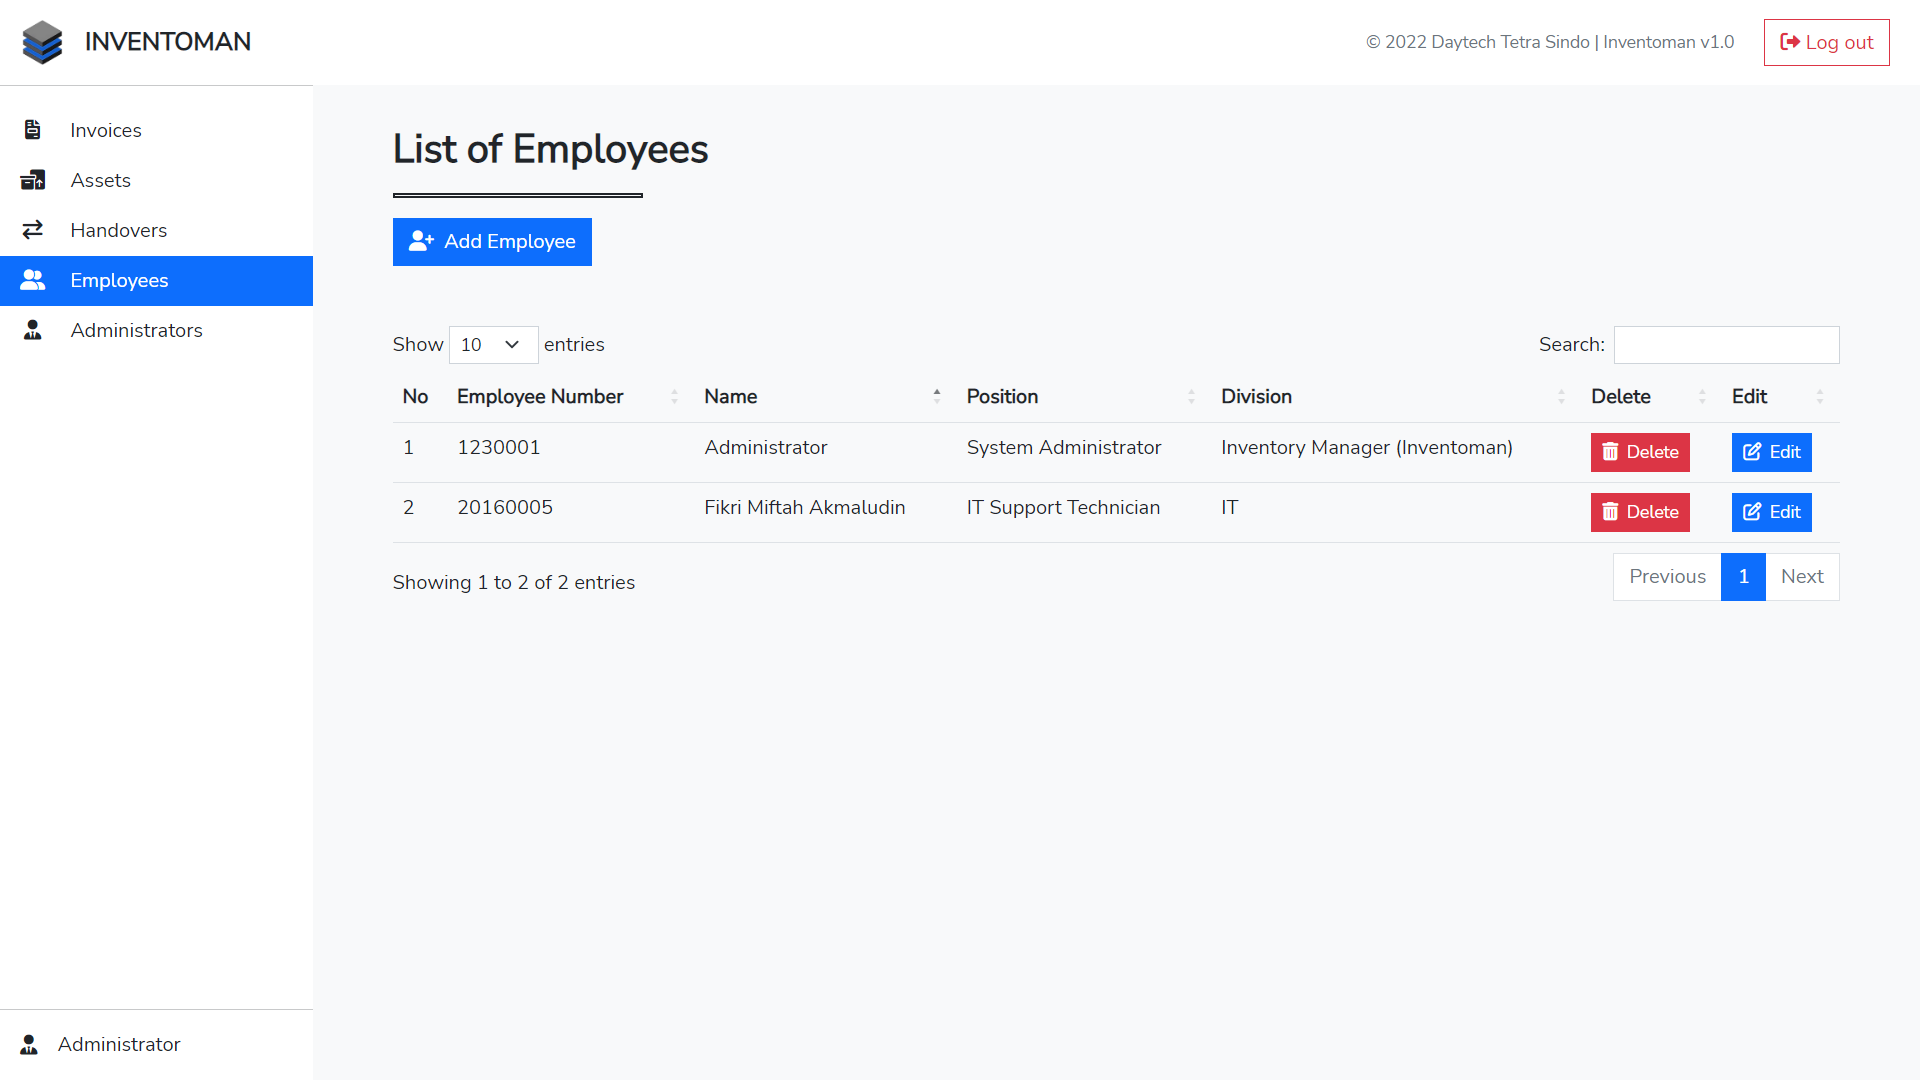 INVENTOMAN
© 2022 Daytech Tetra Sindo | Inventoman v1.0
Log out
Invoices
Assets
Handovers
Employees
Administrators
Administrator
List of Employees
Add Employee
Show 10 entries
Search:
No Employee Number Name Position Division Delete Edit
1 1230001 Administrator System Administrator Inventory Manager (Inventoman) Delete Edit
2 20160005 Fikri Miftah Akmaludin IT Support Technician IT Delete Edit
Showing 1 to 2 of 2 entries
Previous 1 Next